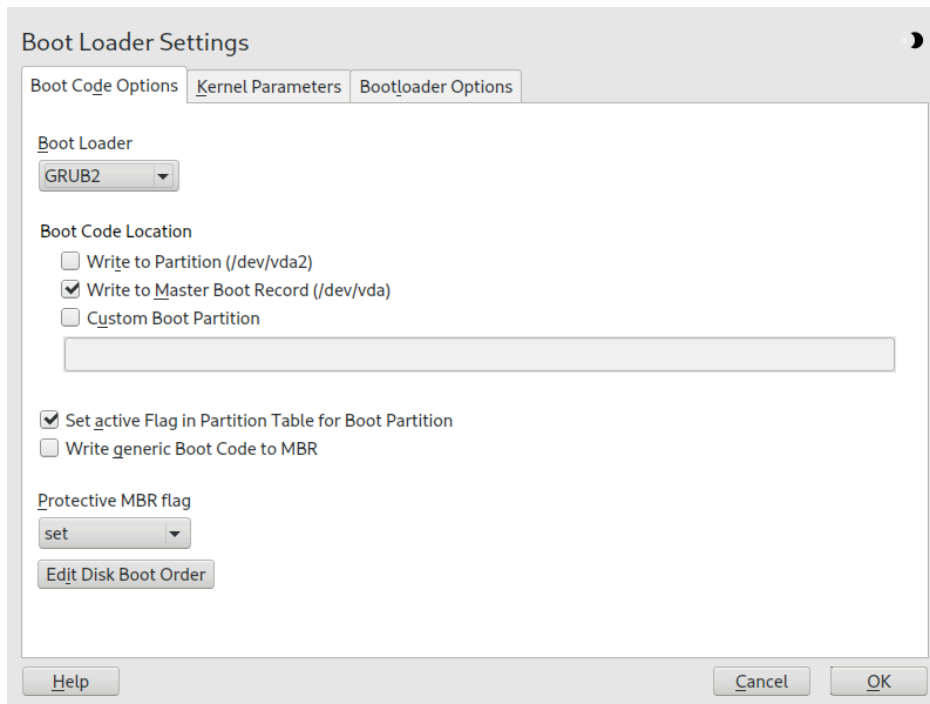 Boot Loader Settings
Boot Code Options Kernel Parameters Bootloader Options
Boot Loader
GRUB2
Boot Code Location
Write to Partition (/dev/vda2)
Write to Master Boot Record (/dev/vda)
Custom Boot Partition
Set active Flag in Partition Table for Boot Partition
Write generic Boot Code to MBR
Protective MBR flag
set
Edit Disk Boot Order
Help Cancel OK